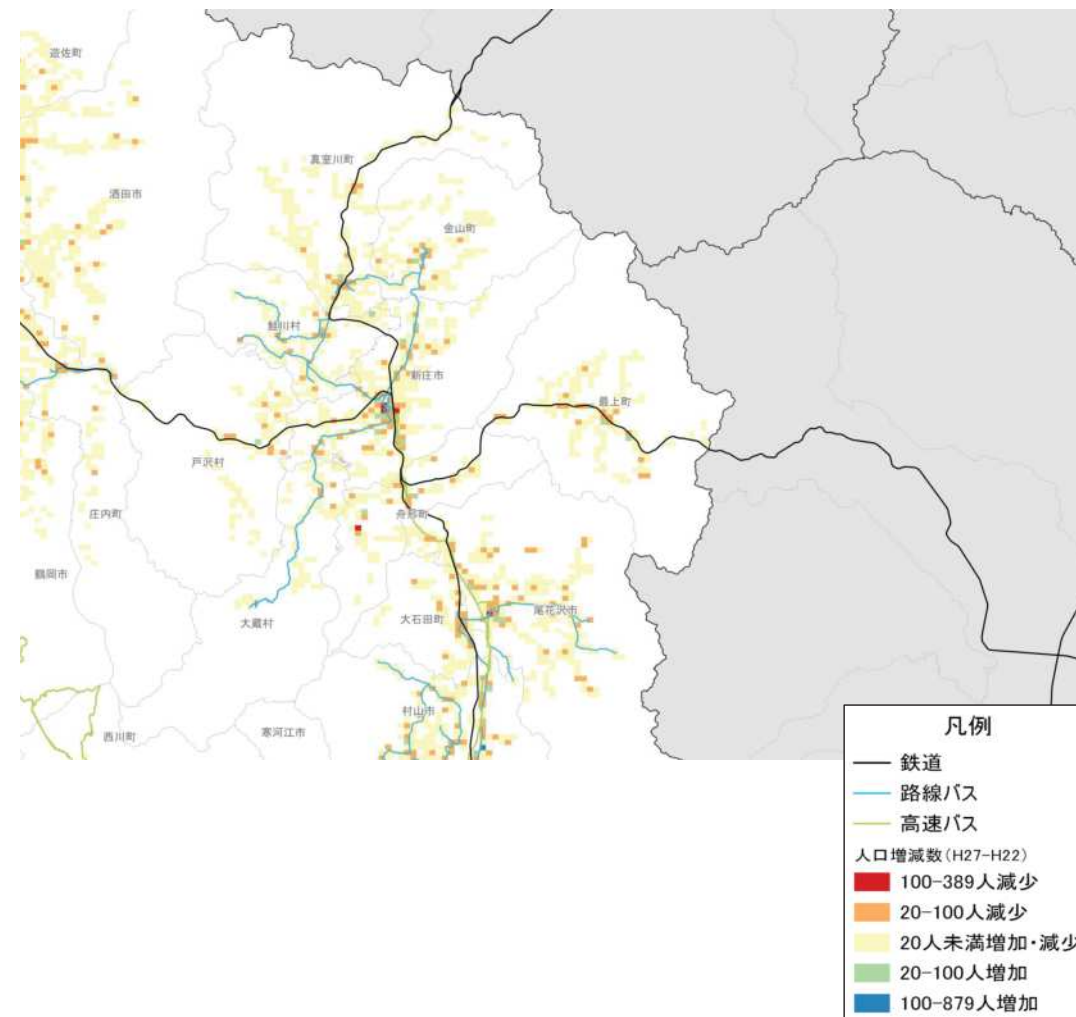 遊佐町
真室川町
酒田市
金山町
鮭川村
新庄市
最上町
戸沢村
庄内町
舟形町
鶴岡市
大石田町
尾花沢市
大蔵村
村山市
西川町
寒河江市
凡例
鉄道
路線バス
高速バス
人口増減数(H27-H22)
100-389人減少
20-100人減少
20人未満増加・減少
20-100人増加
100-879人増加